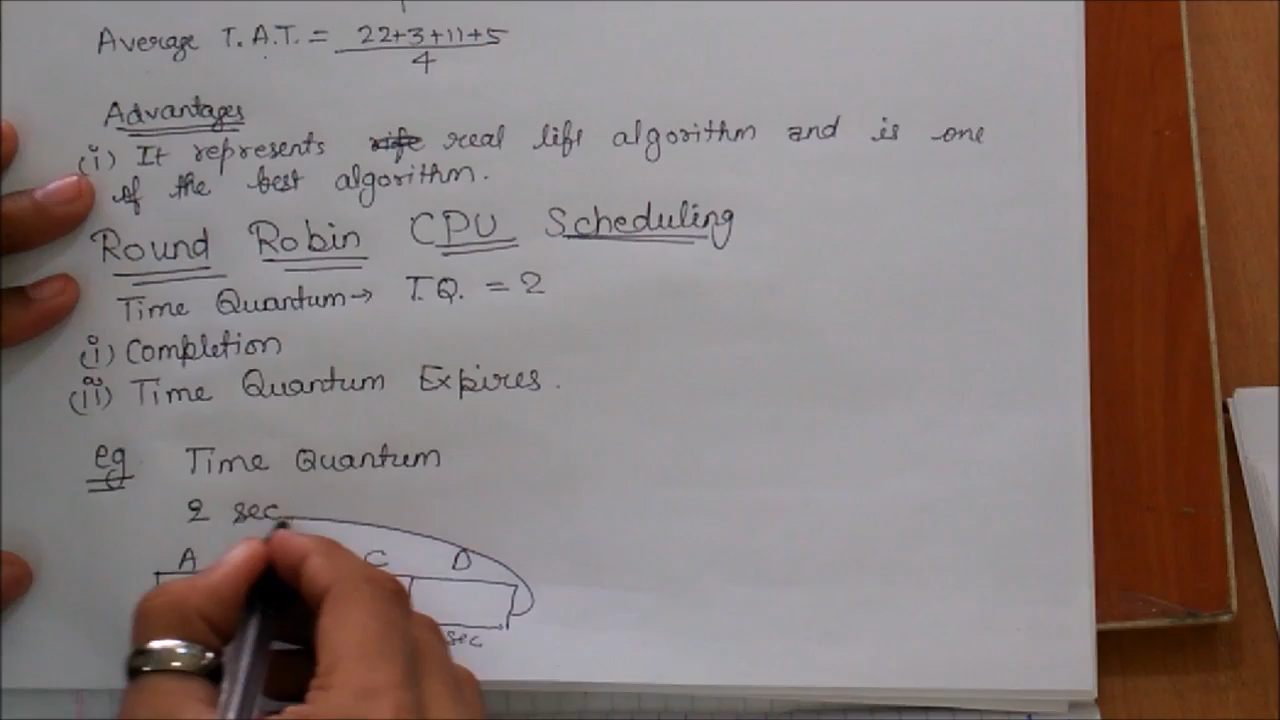 Average T.A.T. = 22+3+11+5
4
Advantages
(i) It represents real life algorithm and is one
of the best algorithm.
Round Robin CPU Scheduling
Time Quantum → T.Q. = 2
(i) Completion
(ii) Time Quantum Expires.
eg Time Quantum
2 sec
A C D
sec